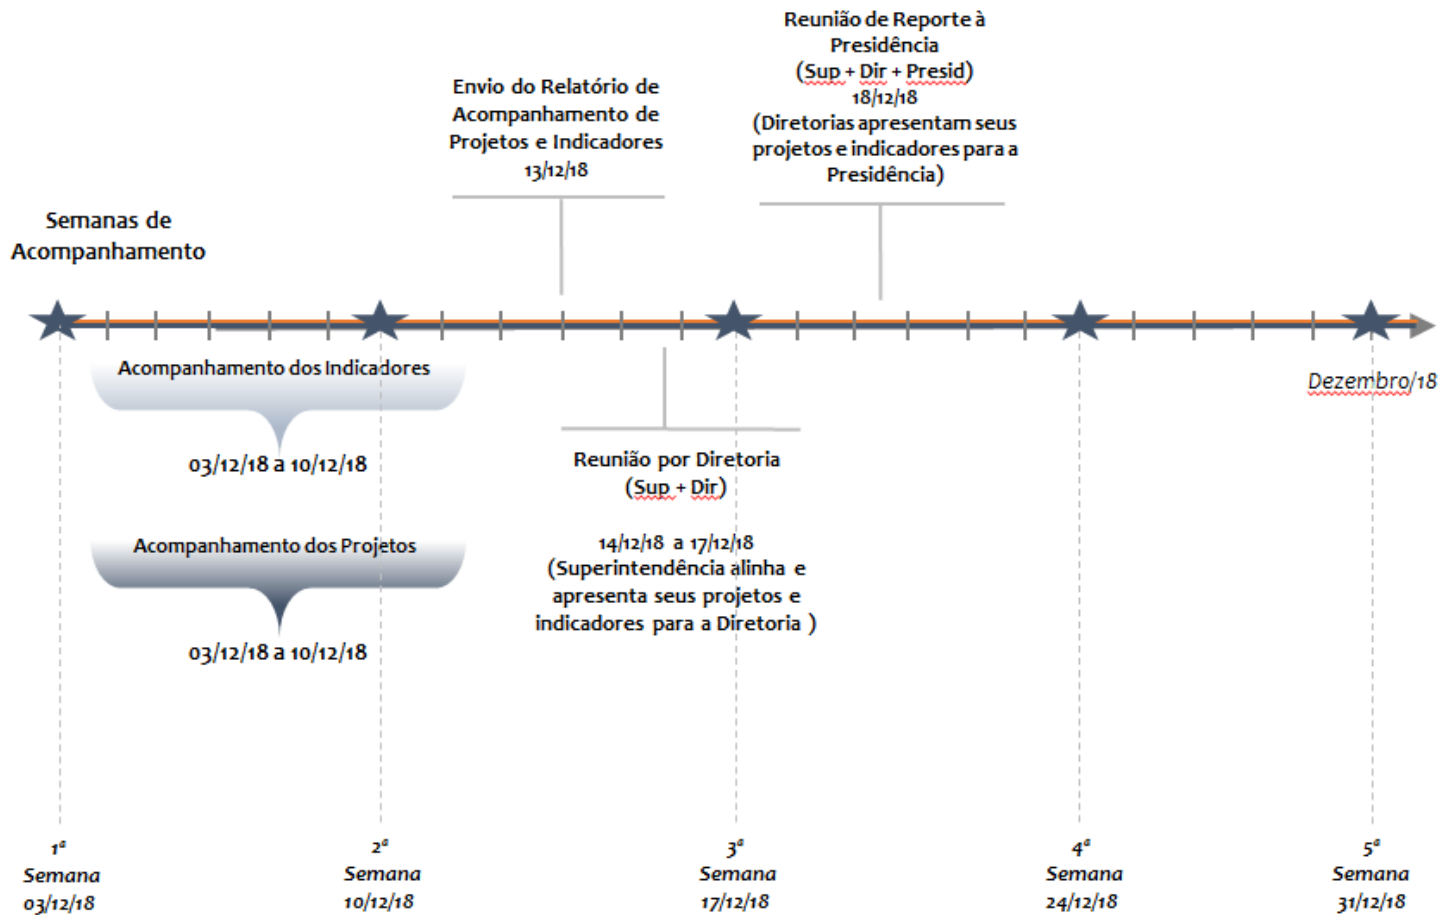 Reunião de Reporte à
Presidência
(Sup + Dir + Presid)
18/12/18
(Diretorias apresentam seus
projetos e indicadores para a
Presidência)
Envio do Relatório de
Acompanhamento de
Projetos e Indicadores
13/12/18
Semanas de
Acompanhamento
Acompanhamento dos Indicadores
03/12/18 a 10/12/18
Acompanhamento dos Projetos
03/12/18 a 10/12/18
Reunião por Diretoria
(Sup + Dir)
14/12/18 a 17/12/18
(Superintendência alinha e
apresenta seus projetos e
indicadores para a Diretoria )
Dezembro/18
1ª
Semana
03/12/18
2ª
Semana
10/12/18
3ª
Semana
17/12/18
4ª
Semana
24/12/18
5ª
Semana
31/12/18